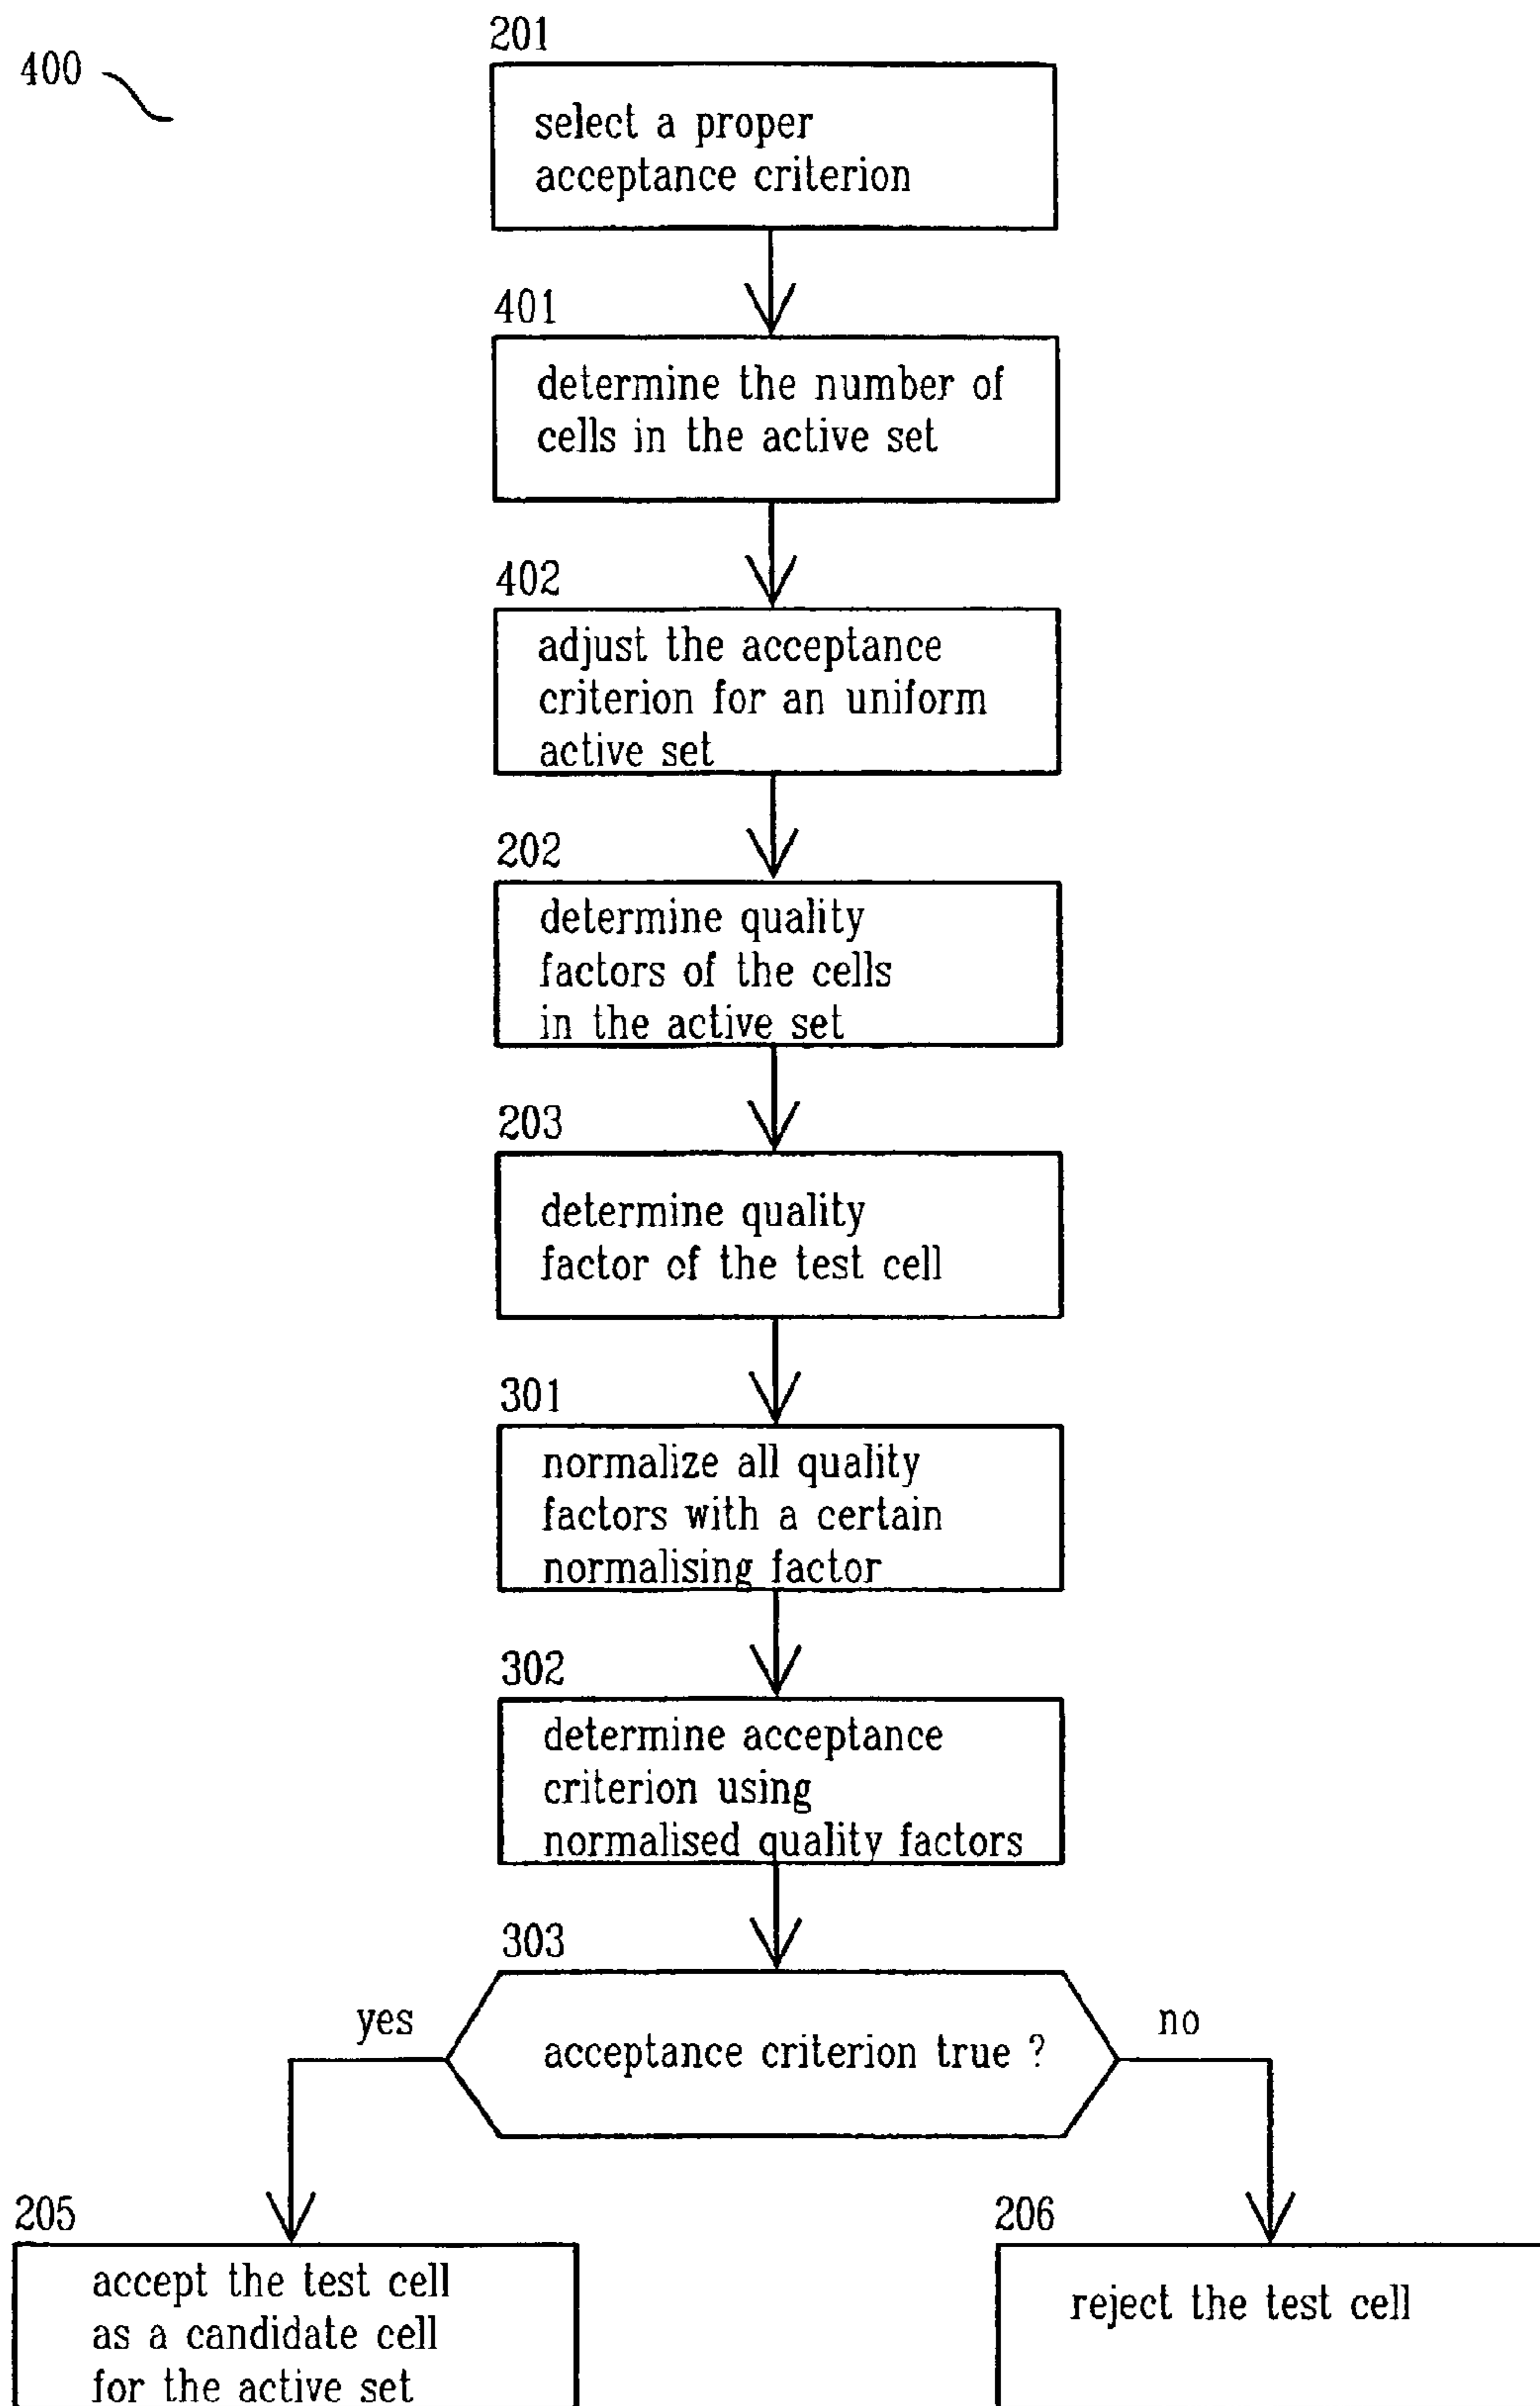 400
201
select a proper
acceptance criterion
401
determine the number of
cells in the active set
402
adjust the acceptance
criterion for an uniform
active set
202
determine quality
factors of the cells
in the active set
203
determine quality
factor of the test cell
301
normalize all quality
factors with a certain
normalising factor
302
determine acceptance
criterion using
normalised quality factors
303
yes
acceptance criterion true ?
no
205
accept the test cell
as a candidate cell
for the active set
206
reject the test cell